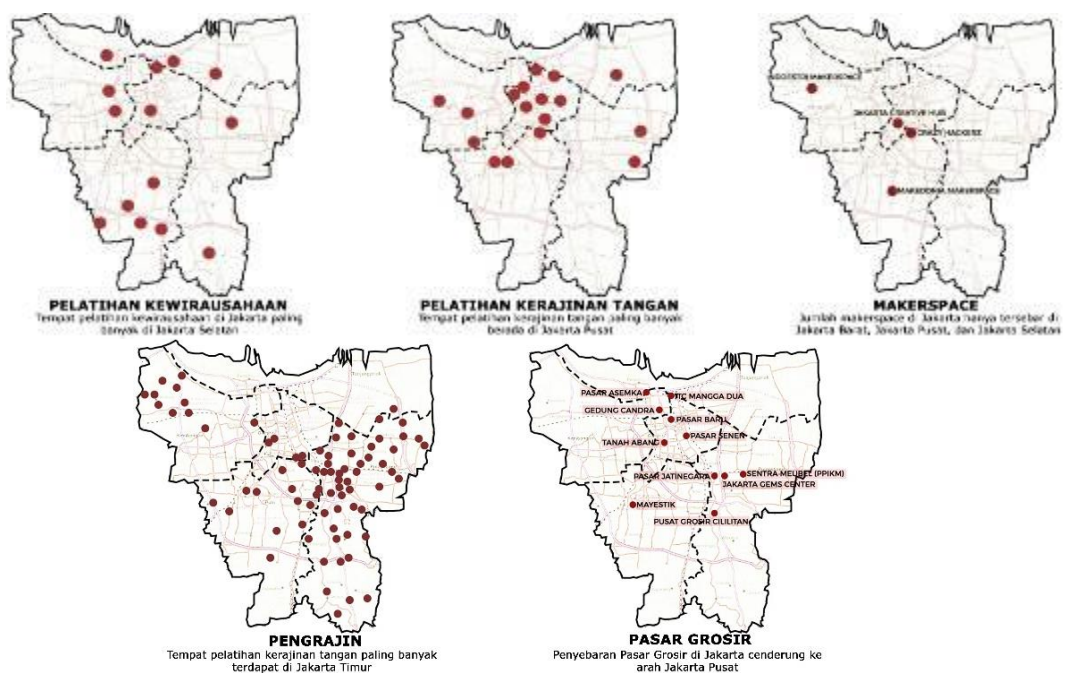 JAKARTA CREATIVE HUB
MAKEDONIA MAKERSPACE
PELATIHAN KEWIRAUSAHAAN
Tempat pelatihan kewirausahaan di Jakarta paling
banyak di Jakarta Selatan
PELATIHAN KERAJINAN TANGAN
Tempat pelatihan kerajinan tangan paling banyak
berada di Jakarta Pusat
MAKERSPACE
Jumlah makerspace di Jakarta hanya tersebar di
Jakarta Barat, Jakarta Pusat, dan Jakarta Selatan
PASAR ASEMKA
ITC MANGGA DUA
GEDUNG CANDRA
PASAR BARU
TANAH ABANG
PASAR SENEN
PASAR JATINEGARA
SENTRA MEUBEL (PPIKM)
JAKARTA GEMS CENTER
MAYESTIK
PUSAT GROSIR CILILITAN
PENGRAJIN
Tempat pelatihan kerajinan tangan paling banyak
terdapat di Jakarta Timur
PASAR GROSIR
Penyebaran Pasar Grosir di Jakarta cenderung ke
arah Jakarta Pusat